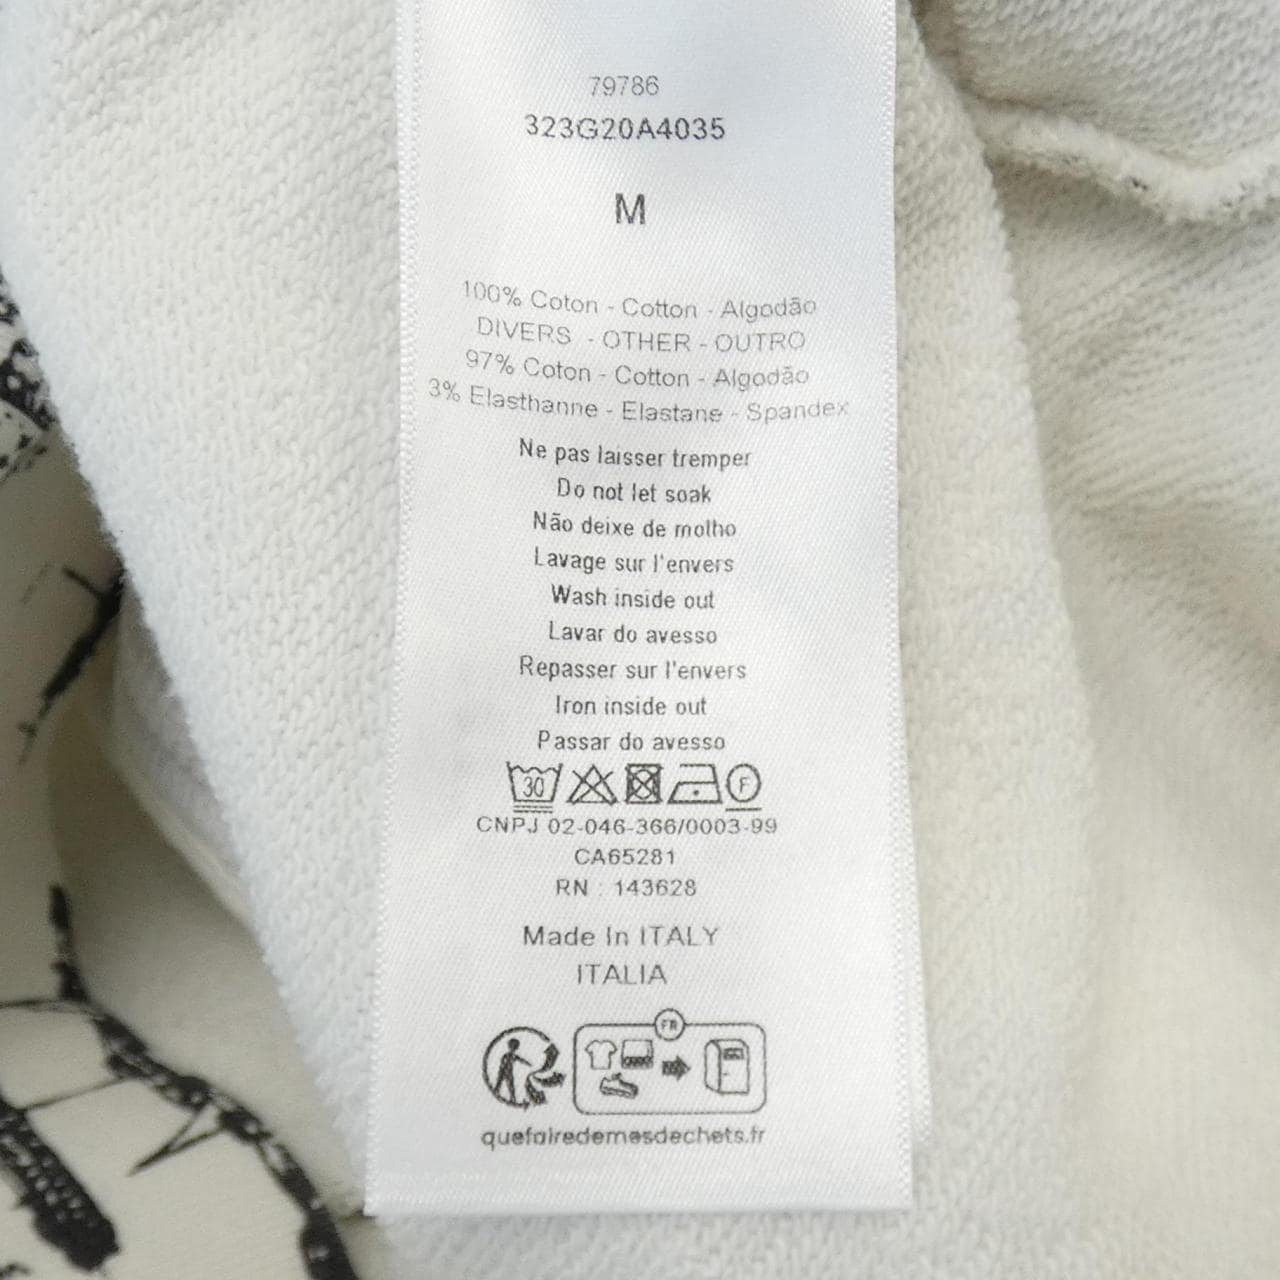 79786
323G20A4035
M
100% Coton - Cotton - Algodão
DIVERS - OTHER - OUTRO
97% Coton - Cotton - Algodão
3% Elasthanne - Elastane - Spandex
Ne pas laisser tremper
Do not let soak
Não deixe de molho
Lavage sur l'envers
Wash inside out
Lavar do avesso
Repasser sur l'envers
Iron inside out
Passar do avesso
30 F
CNPJ 02-046-366/0003-99
CA65281
RN : 143628
Made In ITALY
ITALIA
FR
quefairedemesdechets.fr